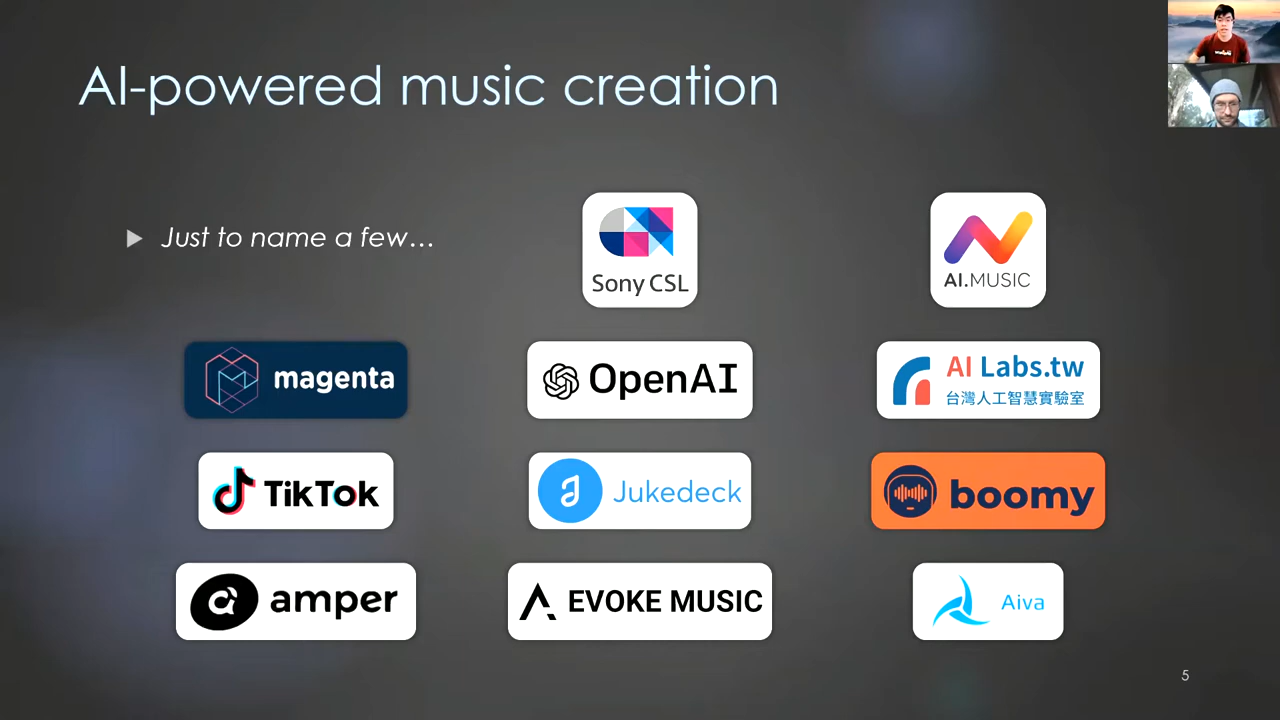 AI-powered music creation
Just to name a few...
Sony CSL
AI.MUSIC
magenta
OpenAI
AI Labs.tw
台灣人工智慧實驗室
TikTok
Jukedeck
boomy
amper
EVOKE MUSIC
Aiva
5